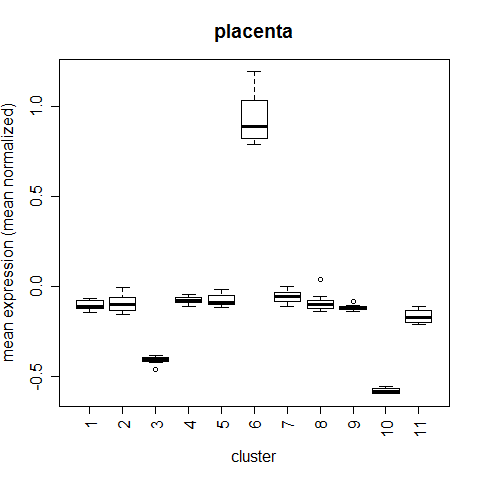 placenta
mean expression (mean normalized)
1.0
0.5
0.0
-0.5
1 2 3 4 5 6 7 8 9 10 11
cluster